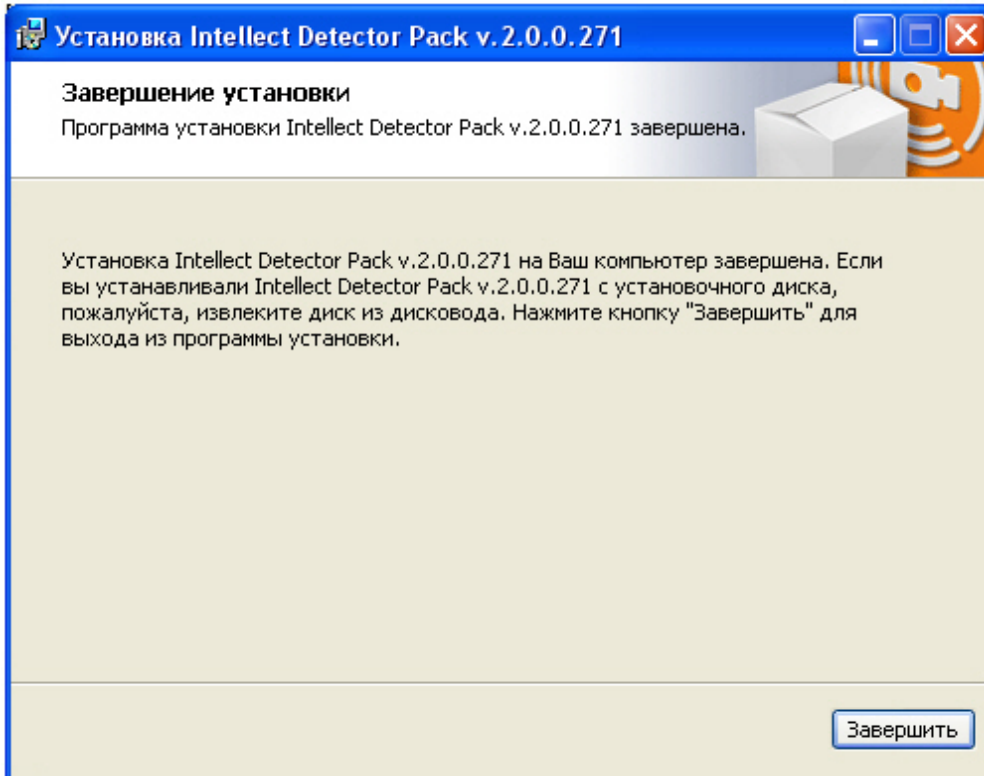 Установка Intellect Detector Pack v.2.0.0.271
Завершение установки
Программа установки Intellect Detector Pack v.2.0.0.271 завершена.
Установка Intellect Detector Pack v.2.0.0.271 на Ваш компьютер завершена. Если
вы устанавливали Intellect Detector Pack v.2.0.0.271 с установочного диска,
пожалуйста, извлеките диск из дисковода. Нажмите кнопку "Завершить" для
выхода из программы установки.
Завершить